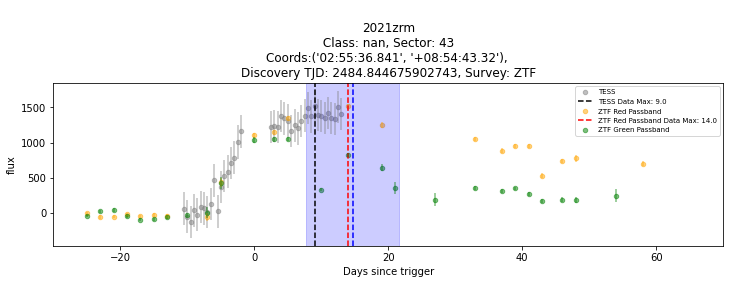 2021zrm
Class: nan, Sector: 43
Coords:('02:55:36.841', '+08:54:43.32'),
Discovery TJD: 2484.844675902743, Survey: ZTF
TESS
TESS Data Max: 9.0
ZTF Red Passband
ZTF Red Passband Data Max: 14.0
ZTF Green Passband
1500
1000
500
0
flux
−20
0
20
40
60
Days since trigger